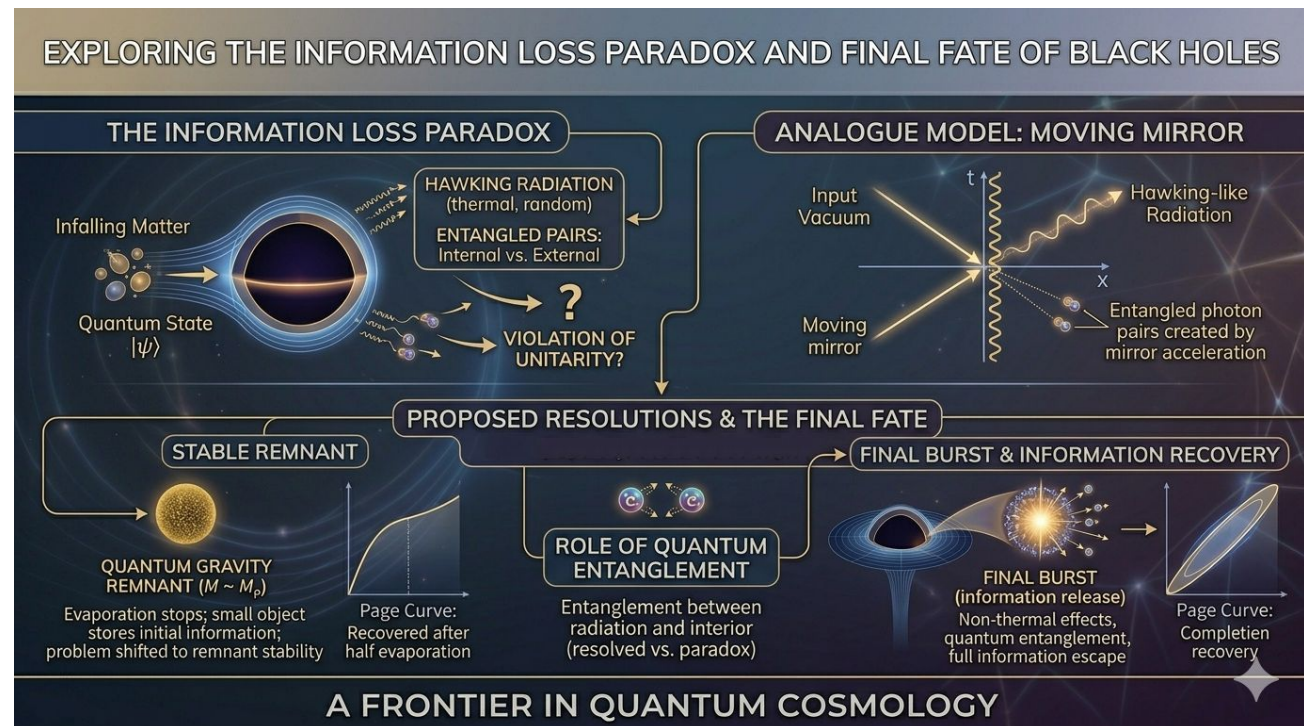 EXPLORING THE INFORMATION LOSS PARADOX AND FINAL FATE OF BLACK HOLES
THE INFORMATION LOSS PARADOX
Infalling Matter
Quantum State
|ψ⟩
HAWKING RADIATION
(thermal, random)
ENTANGLED PAIRS:
Internal vs. External
?
VIOLATION OF
UNITARITY?
ANALOGUE MODEL: MOVING MIRROR
Input
Vacuum
t
Hawking-like
Radiation
x
Moving
mirror
Entangled photon
pairs created by
mirror acceleration
PROPOSED RESOLUTIONS & THE FINAL FATE
STABLE REMNANT
QUANTUM GRAVITY
REMNANT (M ~ Mₚ)
Evaporation stops; small object
stores initial information;
problem shifted to remnant stability
Page Curve:
Recovered after
half evaporation
C C
ROLE OF QUANTUM
ENTANGLEMENT
Entanglement between
radiation and interior
(resolved vs. paradox)
FINAL BURST & INFORMATION RECOVERY
FINAL BURST
(information release)
Non-thermal effects,
quantum entanglement,
full information escape
Page Curve:
Completien
recovery
A FRONTIER IN QUANTUM COSMOLOGY